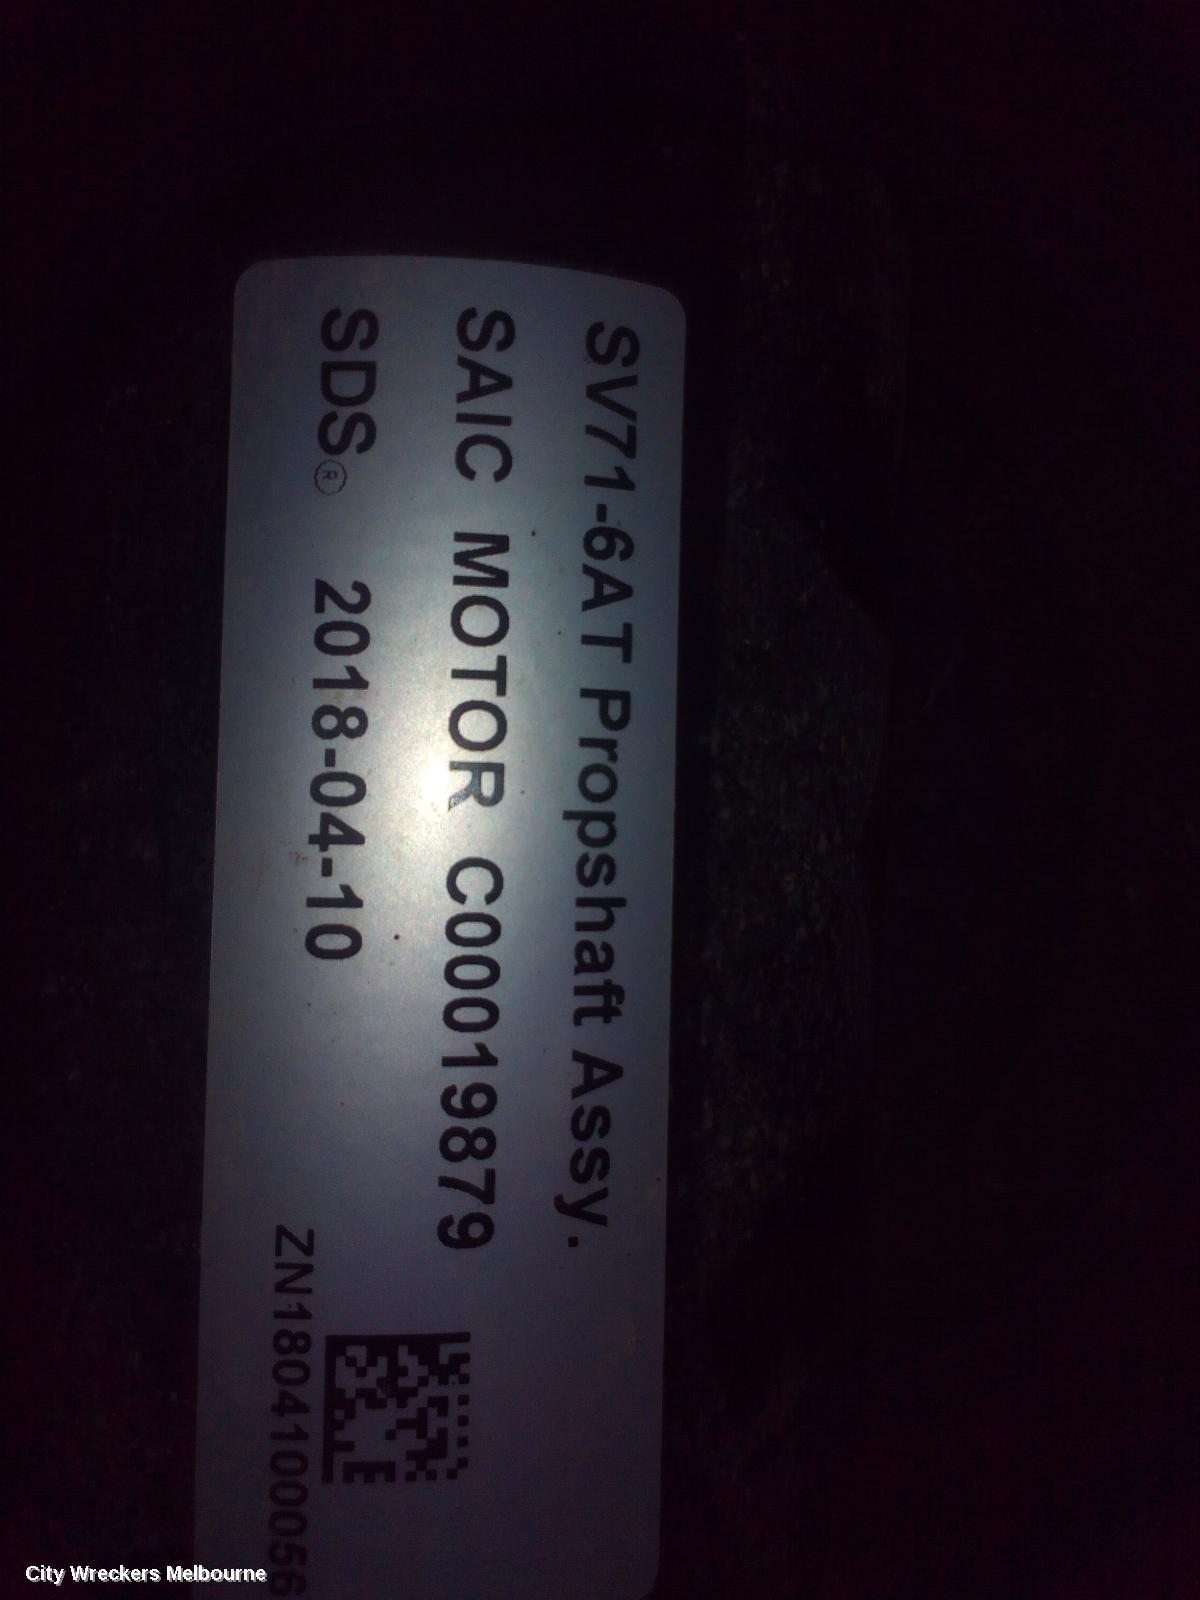 SV71-6AT Propshaft Assy.
SAIC MOTOR C00019879
SDS® 2018-04-10
ZN1804100056
City Wreckers Melbourne